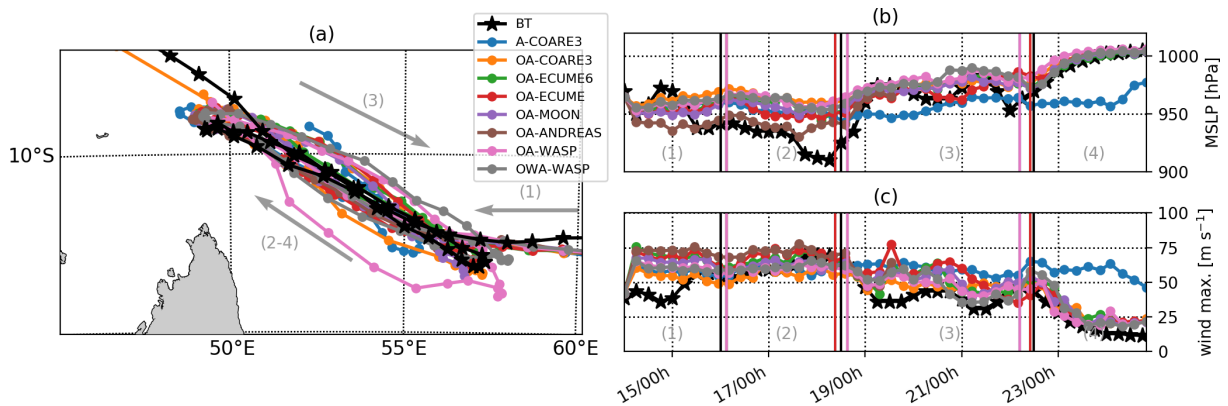 (a)
10°S
50°E
55°E
60°E
(3)
(1)
(2-4)
BT
A-COARE3
OA-COARE3
OA-ECUME6
OA-ECUME
OA-MOON
OA-ANDREAS
OA-WASP
OWA-WASP
(b)
1000
950
900
MSLP [hPa]
(1)
(2)
(3)
(4)
(c)
100
75
50
25
0
wind max. [m s⁻¹]
(1)
(2)
(3)
15/00h
17/00h
19/00h
21/00h
23/00h